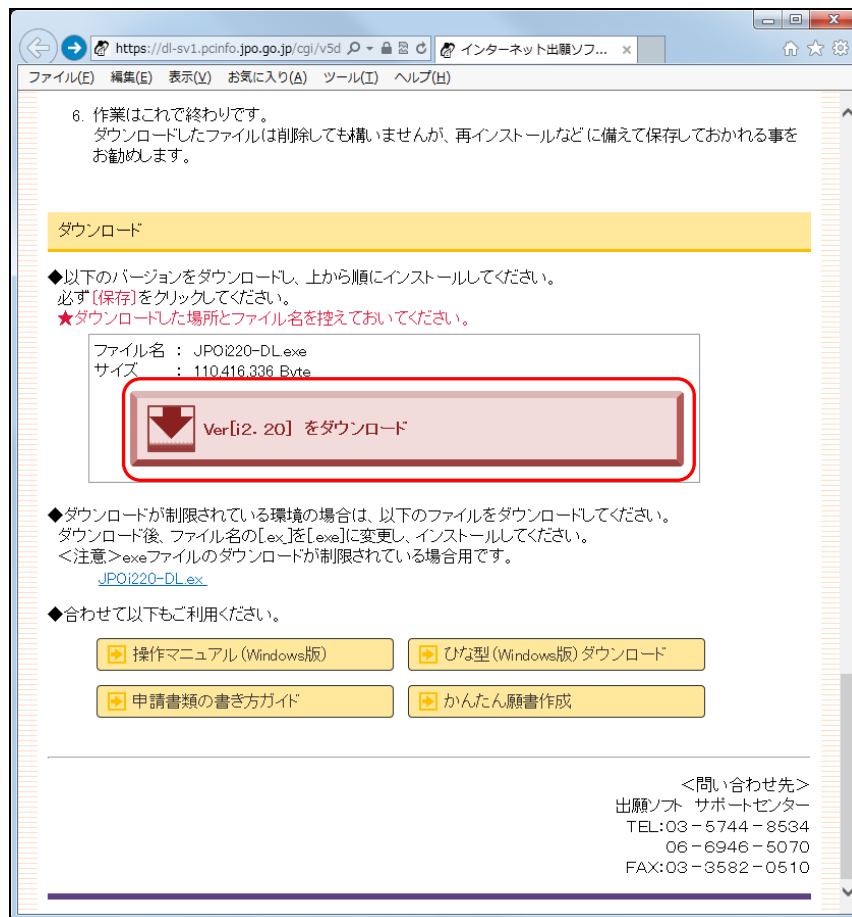 https://dl-sv1.pcinfo.jpo.go.jp/cgi/v5d
インターネット出願ソフ...
ファイル(F) 編集(E) 表示(V) お気に入り(A) ツール(T) ヘルプ(H)
6. 作業はこれで終わりです。
ダウンロードしたファイルは削除しても構いませんが、再インストールなどに備えて保存しておかれる事を
お勧めします。
ダウンロード
◆以下のバージョンをダウンロードし、上から順にインストールしてください。
必ず[保存]をクリックしてください。
★ダウンロードした場所とファイル名を控えておいてください。
ファイル名 : JPOi220-DL.exe
サイズ : 110,416,336 Byte
Ver[i2.20] をダウンロード
◆ダウンロードが制限されている環境の場合は、以下のファイルをダウンロードしてください。
ダウンロード後、ファイル名の[.ex_]を[.exe]に変更し、インストールしてください。
<注意>exeファイルのダウンロードが制限されている場合用です。
JPOi220-DL.ex_
◆合わせて以下もご利用ください。
操作マニュアル(Windows版) ひな型(Windows版)ダウンロード
申請書類の書き方ガイド かんたん願書作成
<問い合わせ先>
出願ソフト サポートセンター
TEL:03-5744-8534
06-6946-5070
FAX:03-3582-0510